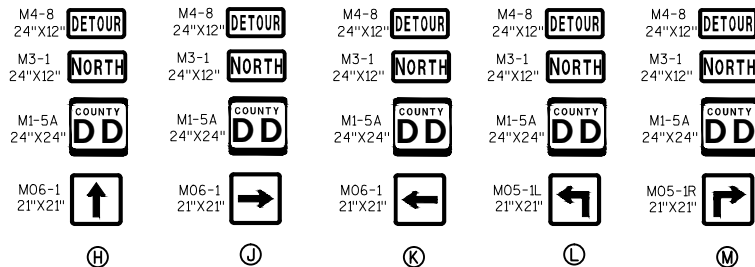 M4-8
24"X12"
DETOUR
M3-1
24"X12"
NORTH
M1-5A
24"X24"
COUNTY
DD
M06-1
21"X21"
H
M4-8
24"X12"
DETOUR
M3-1
24"X12"
NORTH
M1-5A
24"X24"
COUNTY
DD
M06-1
21"X21"
J
M4-8
24"X12"
DETOUR
M3-1
24"X12"
NORTH
M1-5A
24"X24"
COUNTY
DD
M06-1
21"X21"
K
M4-8
24"X12"
DETOUR
M3-1
24"X12"
NORTH
M1-5A
24"X24"
COUNTY
DD
M05-1L
21"X21"
L
M4-8
24"X12"
DETOUR
M3-1
24"X12"
NORTH
M1-5A
24"X24"
COUNTY
DD
M05-1R
21"X21"
M